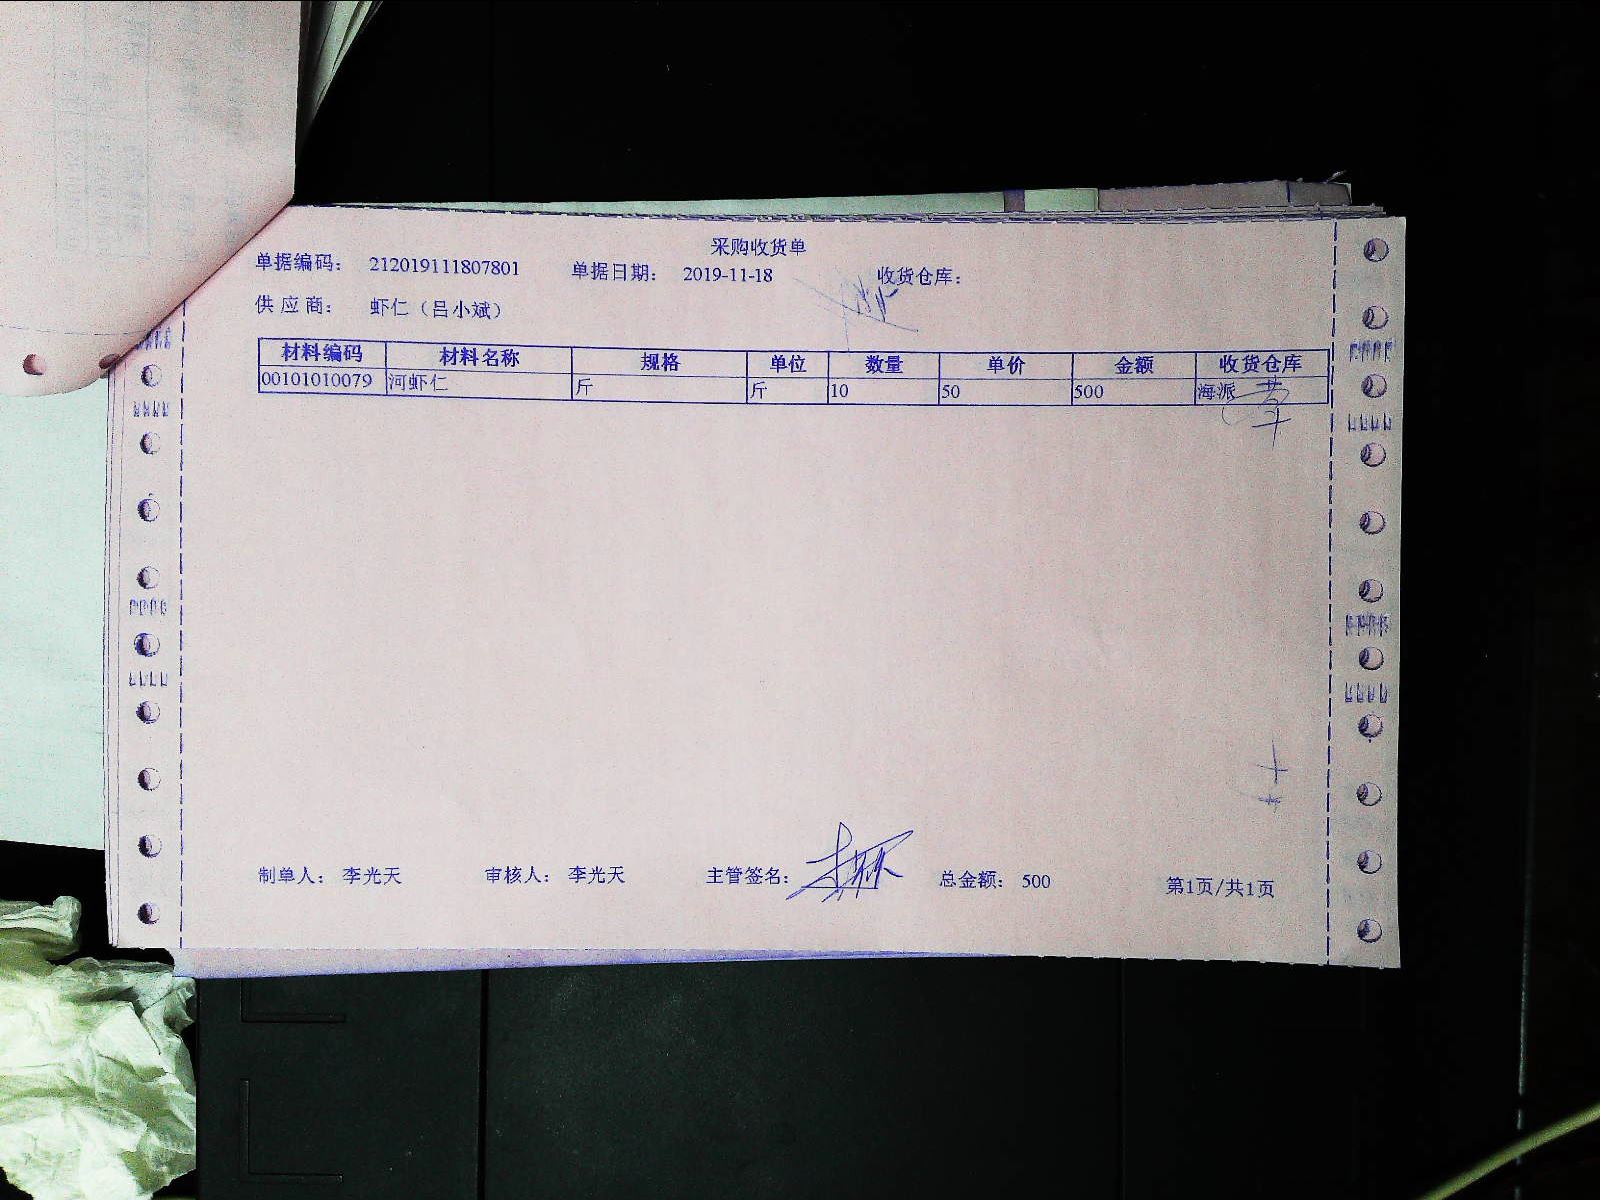 采购收货单
单据编码： 212019111807801 单据日期： 2019-11-18 收货仓库：
供应商： 虾仁（吕小斌）
材料编码 材料名称 规格 单位 数量 单价 金额 收货仓库
00101010079 河虾仁 斤 斤 10 50 500 海派
制单人： 李光天 审核人： 李光天 主管签名： 总金额： 500 第1页/共1页